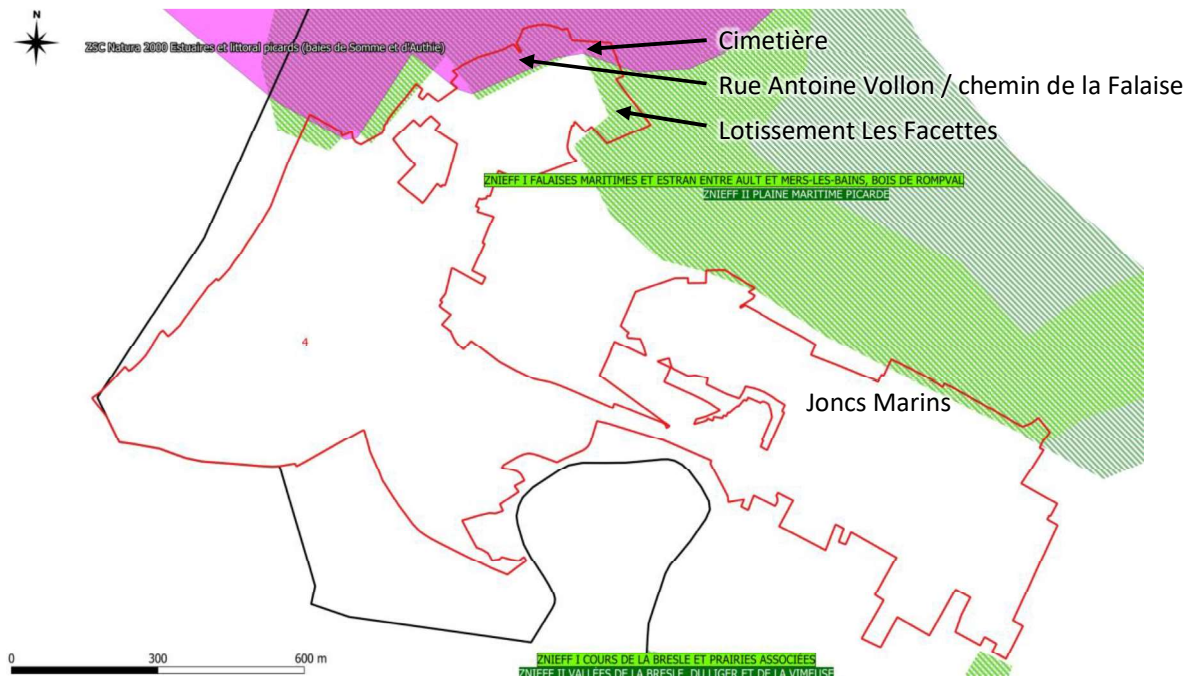 N
ZSC Natura 2000 Estuaires et littoral picards (baies de Somme et d'Authie)
Cimetière
Rue Antoine Vollon / chemin de la Falaise
Lotissement Les Facettes
ZNIEFF I FALAISES MARITIMES ET ESTRAN ENTRE AULT ET MERS-LES-BAINS, BOIS DE ROMPVAL
ZNIEFF II PLAINE MARITIME PICARDE
4
Joncs Marins
0 300 600 m
ZNIEFF I COURS DE LA BRESLE ET PRAIRIES ASSOCIÉES
ZNIEFF II VALLÉES DE LA BRESLE, DU LIGER ET DE LA VIMEUSE